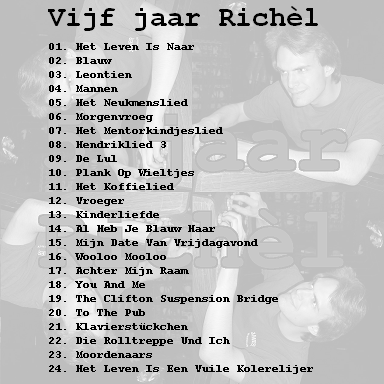 Vijf jaar Richèl
01. Het Leven Is Naar
02. Blauw
03. Leontien
04. Mannen
05. Het Neukmenslied
06. Morgenvroeg
07. Het Mentorkindjeslied
08. Hendriklied 3
09. De Lul
10. Plank Op Wieltjes
11. Het Koffielied
12. Vroeger
13. Kinderliefde
14. Al Heb Je Blauw Haar
15. Mijn Date Van Vrijdagavond
16. Wooloo Mooloo
17. Achter Mijn Raam
18. You And Me
19. The Clifton Suspension Bridge
20. To The Pub
21. Klavierstückchen
22. Die Rolltreppe Und Ich
23. Moordenaars
24. Het Leven Is Een Vuile Kolerelijer
jaar